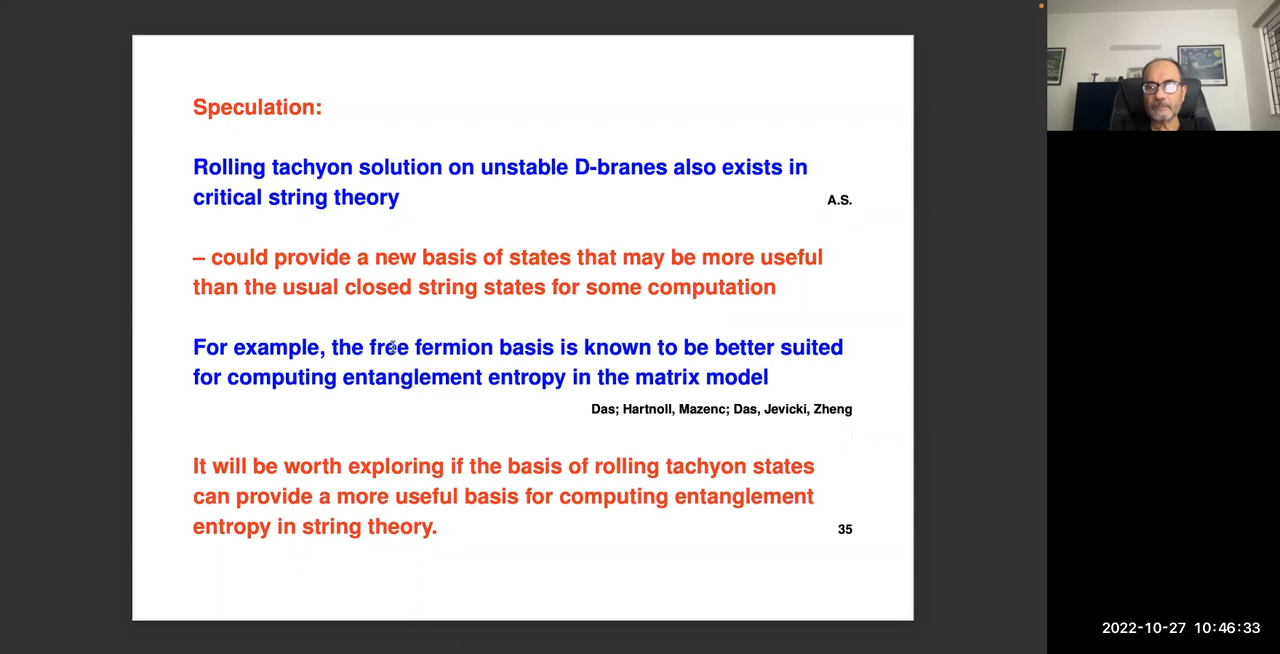 Speculation:
Rolling tachyon solution on unstable D-branes also exists in
critical string theory
A.S.
– could provide a new basis of states that may be more useful
than the usual closed string states for some computation
For example, the free fermion basis is known to be better suited
for computing entanglement entropy in the matrix model
Das; Hartnoll, Mazenc; Das, Jevicki, Zheng
It will be worth exploring if the basis of rolling tachyon states
can provide a more useful basis for computing entanglement
entropy in string theory.
35
2022-10-27 10:46:33